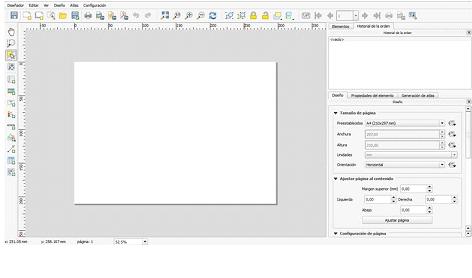 Diseñador Editar Ver Diseño Atlas Configuración
Elementos Historial de la orden
Historial de la orden
<vacío>
Diseño Propiedades del elemento Generación de atlas
Diseño
Tamaño de página
Preestablecidos A4 (210x297 mm)
Anchura 297,00
Altura 210,00
Unidades mm
Orientación Horizontal
Ajustar página al contenido
Margen superior (mm) 0,00
Izquierda 0,00 Derecha 0,00
Abajo 0,00
Ajustar página
Configuración de página
x: 251.05 mm y: 258.107 mm página: 1 52.5%